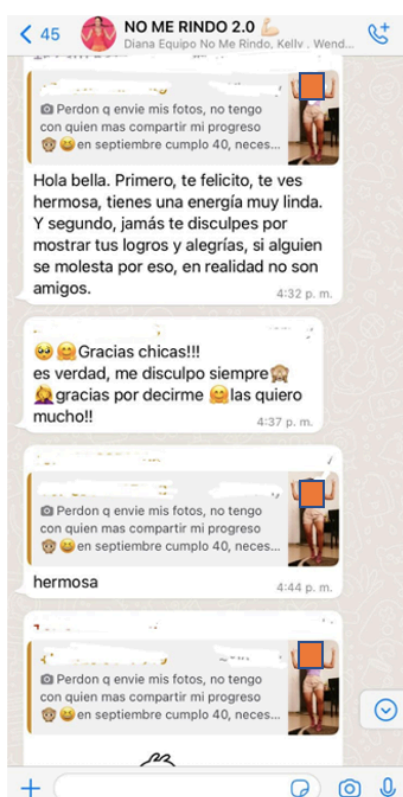 45
NO ME RINDO 2.0 💪🏼
Diana Equipo No Me Rindo, Kelly, Wend...
📷 Perdon q envie mis fotos, no tengo
con quien mas compartir mi progreso
🙊😆en septiembre cumplo 40, neces...
Hola bella. Primero, te felicito, te ves
hermosa, tienes una energía muy linda.
Y segundo, jamás te disculpes por
mostrar tus logros y alegrías, si alguien
se molesta por eso, en realidad no son
amigos.
4:32 p. m.
🥺🤗Gracias chicas!!!
es verdad, me disculpo siempre🙈
🤦‍♀️gracias por decirme 🤗las quiero
mucho!!
4:37 p. m.
📷 Perdon q envie mis fotos, no tengo
con quien mas compartir mi progreso
🙊😆en septiembre cumplo 40, neces...
hermosa
4:44 p. m.
📷 Perdon q envie mis fotos, no tengo
con quien mas compartir mi progreso
🙊😆en septiembre cumplo 40, neces...